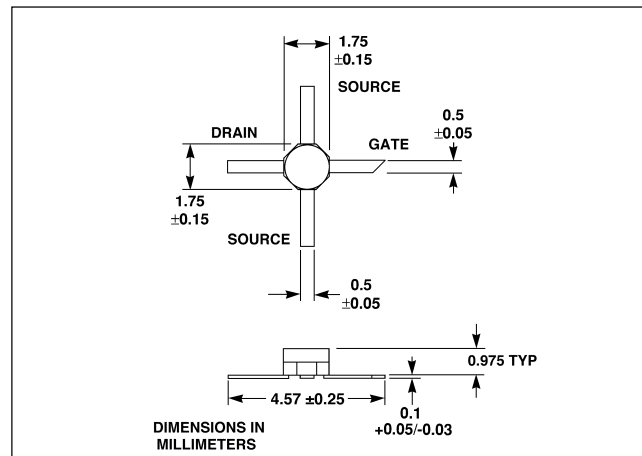 1.75
±0.15
SOURCE
DRAIN
GATE
0.5
±0.05
1.75
±0.15
SOURCE
0.5
±0.05
0.975 TYP
4.57 ±0.25
0.1
+0.05/-0.03
DIMENSIONS IN
MILLIMETERS